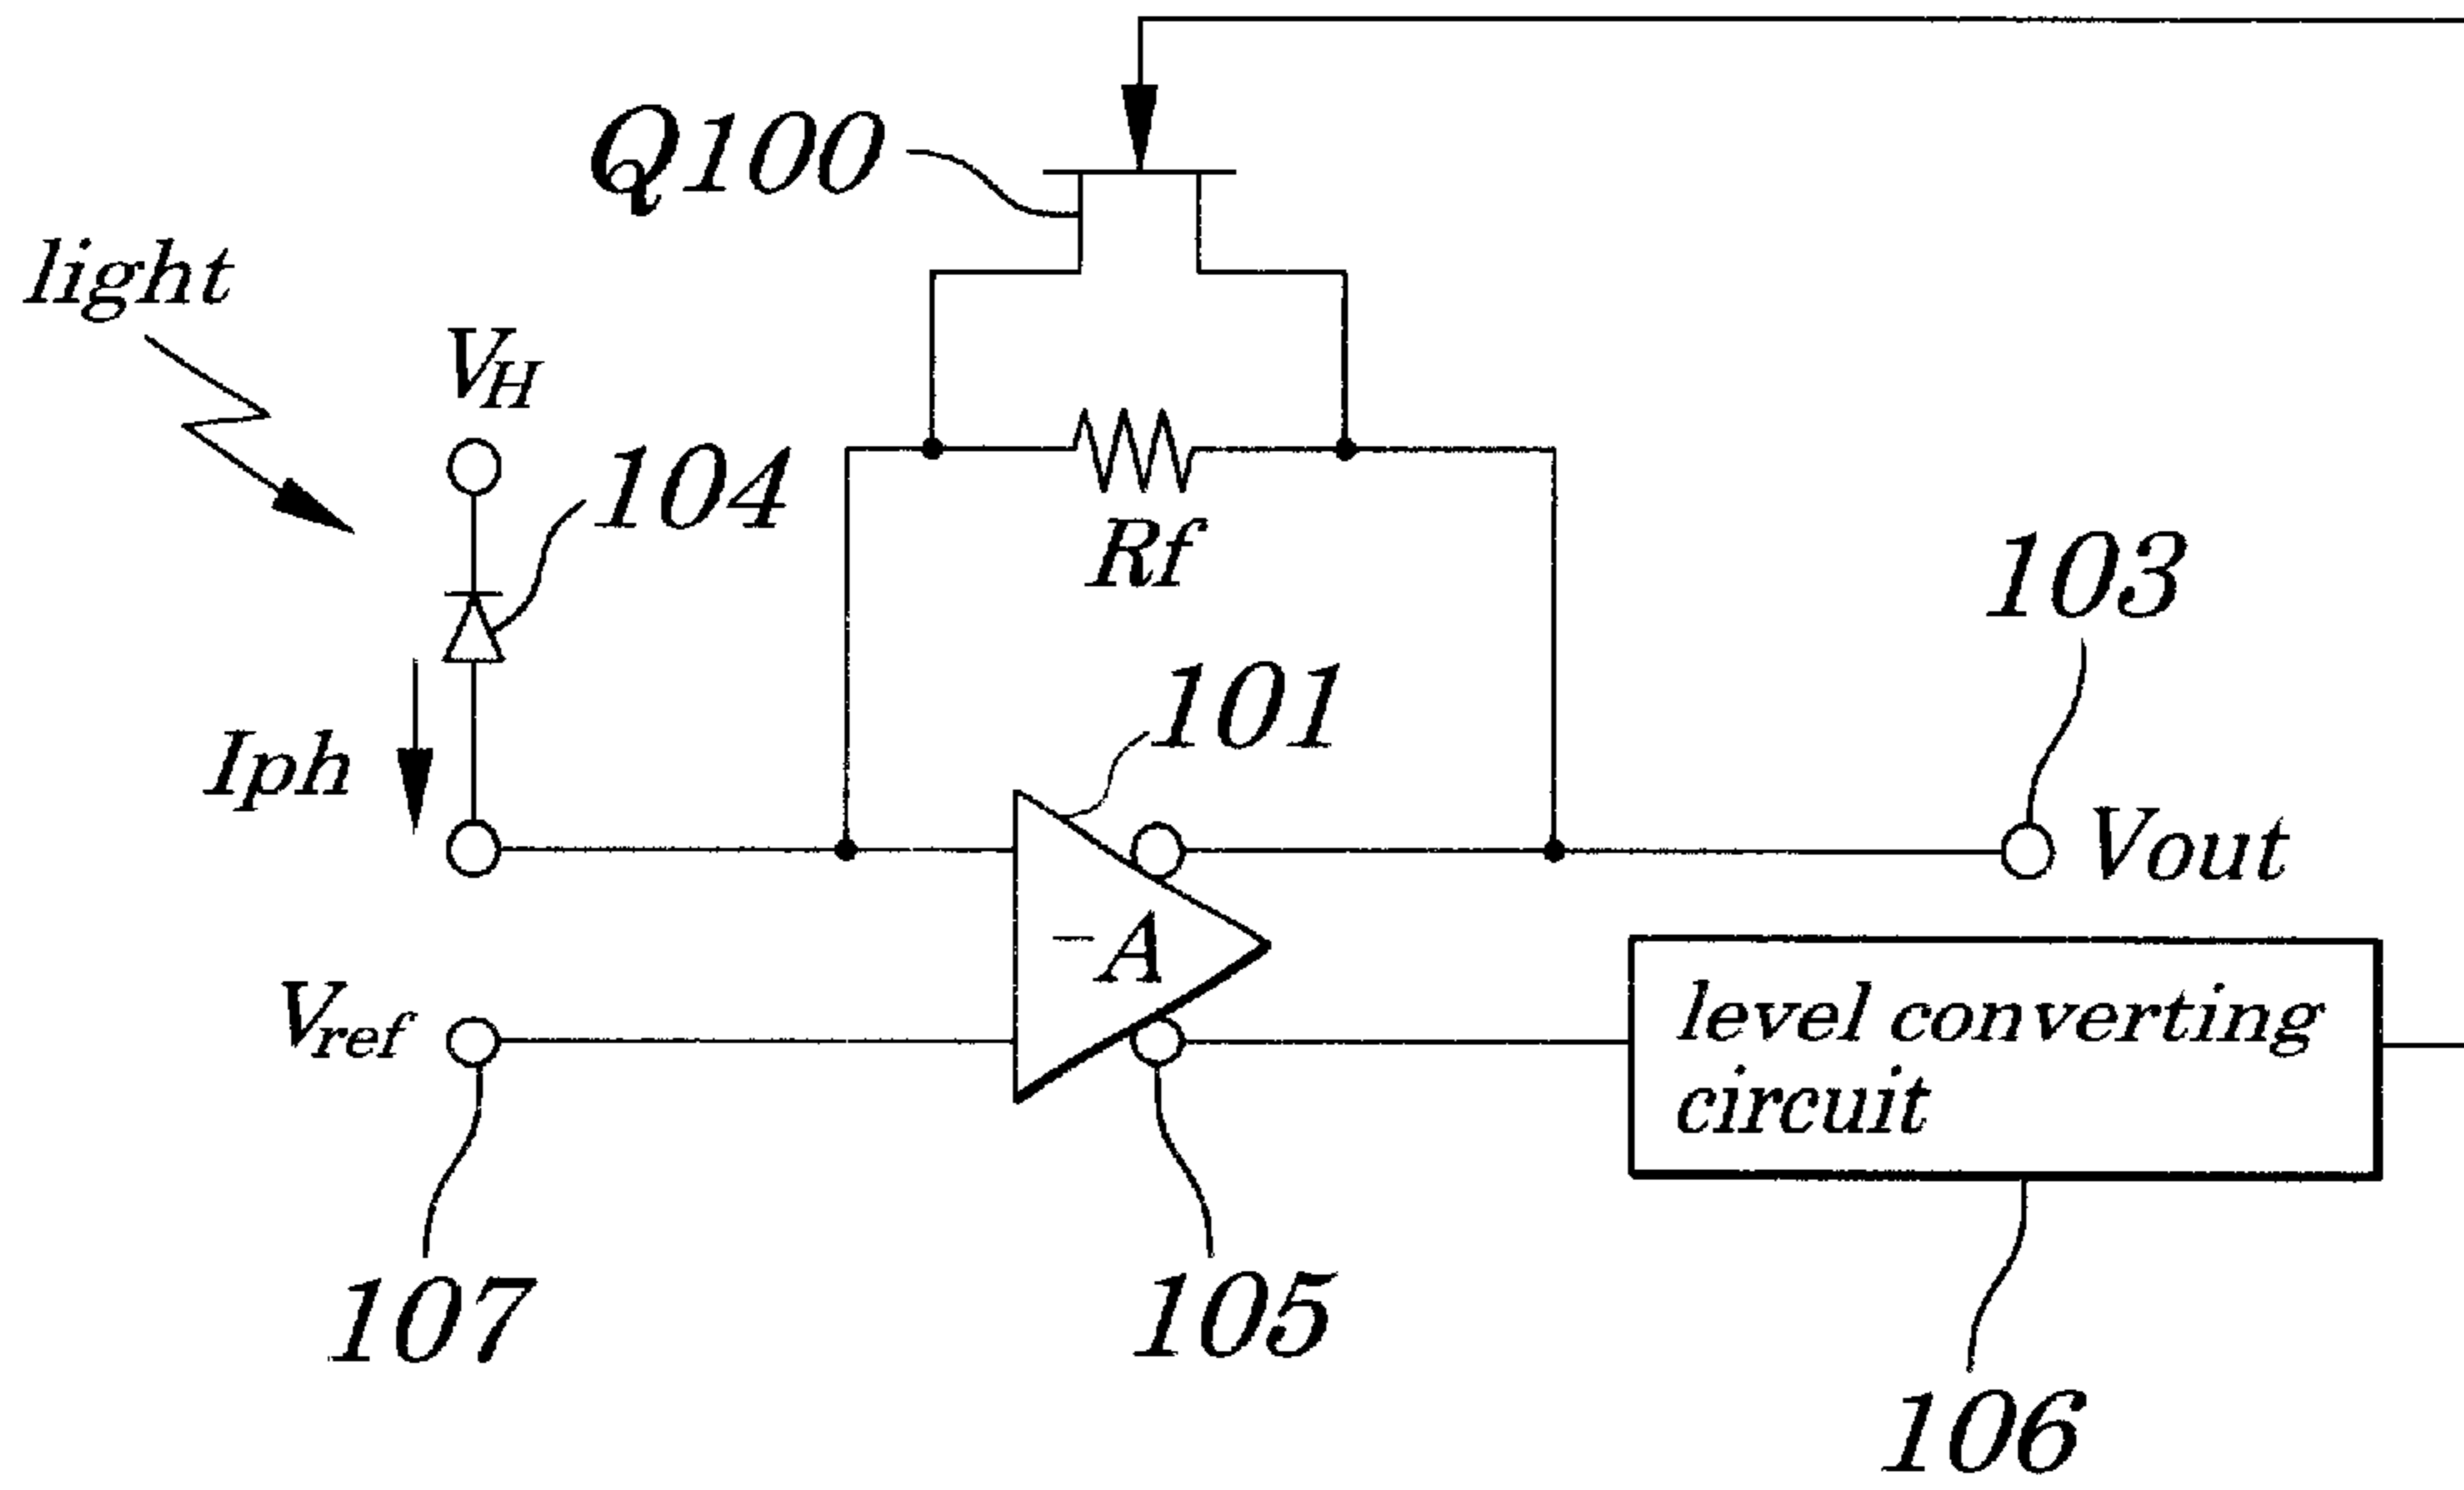 Q100
light
VH
104
Rf
103
101
Iph
Vout
-A
Vref
level converting
circuit
107
105
106